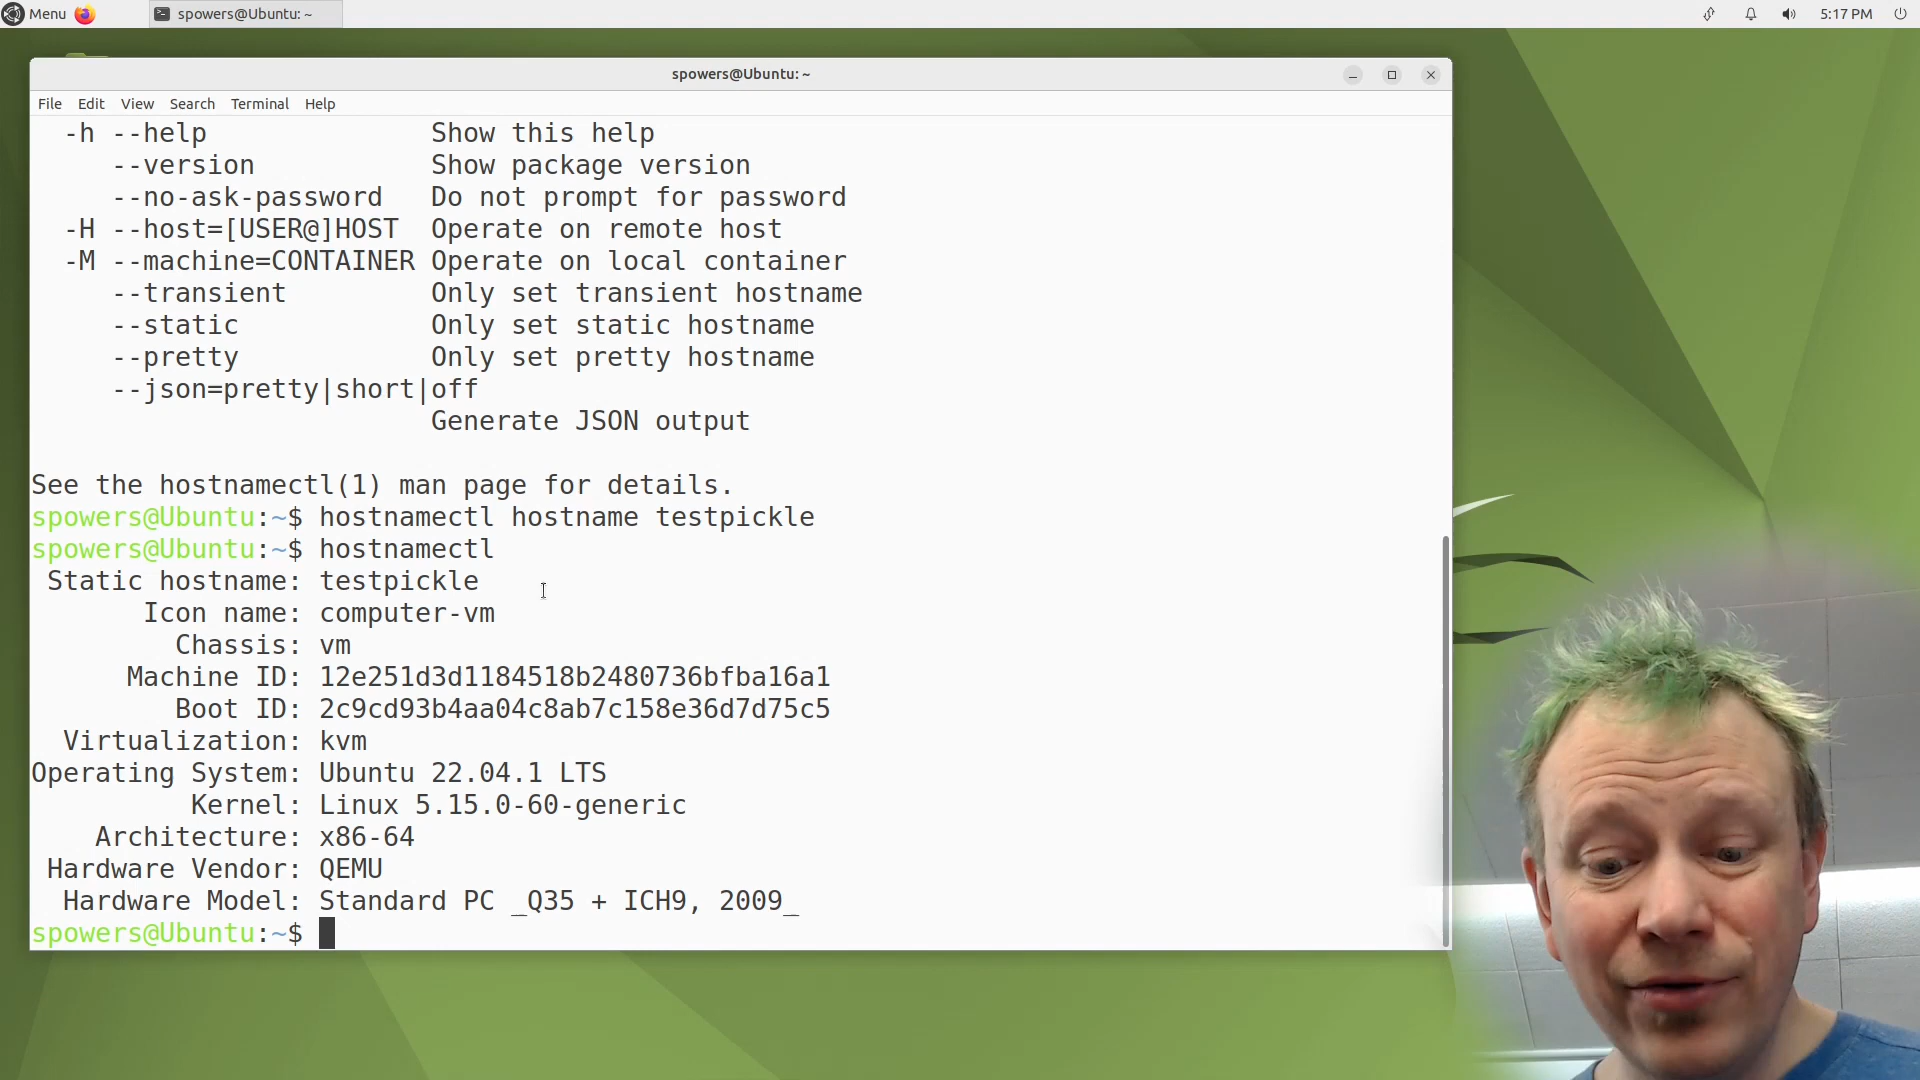 Menu
spowers@Ubuntu: ~
5:17 PM
spowers@Ubuntu: ~
File Edit View Search Terminal Help
  -h --help              Show this help
     --version           Show package version
     --no-ask-password   Do not prompt for password
  -H --host=[USER@]HOST  Operate on remote host
  -M --machine=CONTAINER Operate on local container
     --transient         Only set transient hostname
     --static            Only set static hostname
     --pretty            Only set pretty hostname
     --json=pretty|short|off
                         Generate JSON output
See the hostnamectl(1) man page for details.
spowers@Ubuntu:~$ hostnamectl hostname testpickle
spowers@Ubuntu:~$ hostnamectl
 Static hostname: testpickle
       Icon name: computer-vm
         Chassis: vm
      Machine ID: 12e251d3d1184518b2480736bfba16a1
         Boot ID: 2c9cd93b4aa04c8ab7c158e36d7d75c5
  Virtualization: kvm
Operating System: Ubuntu 22.04.1 LTS
          Kernel: Linux 5.15.0-60-generic
    Architecture: x86-64
 Hardware Vendor: QEMU
  Hardware Model: Standard PC _Q35 + ICH9, 2009_
spowers@Ubuntu:~$